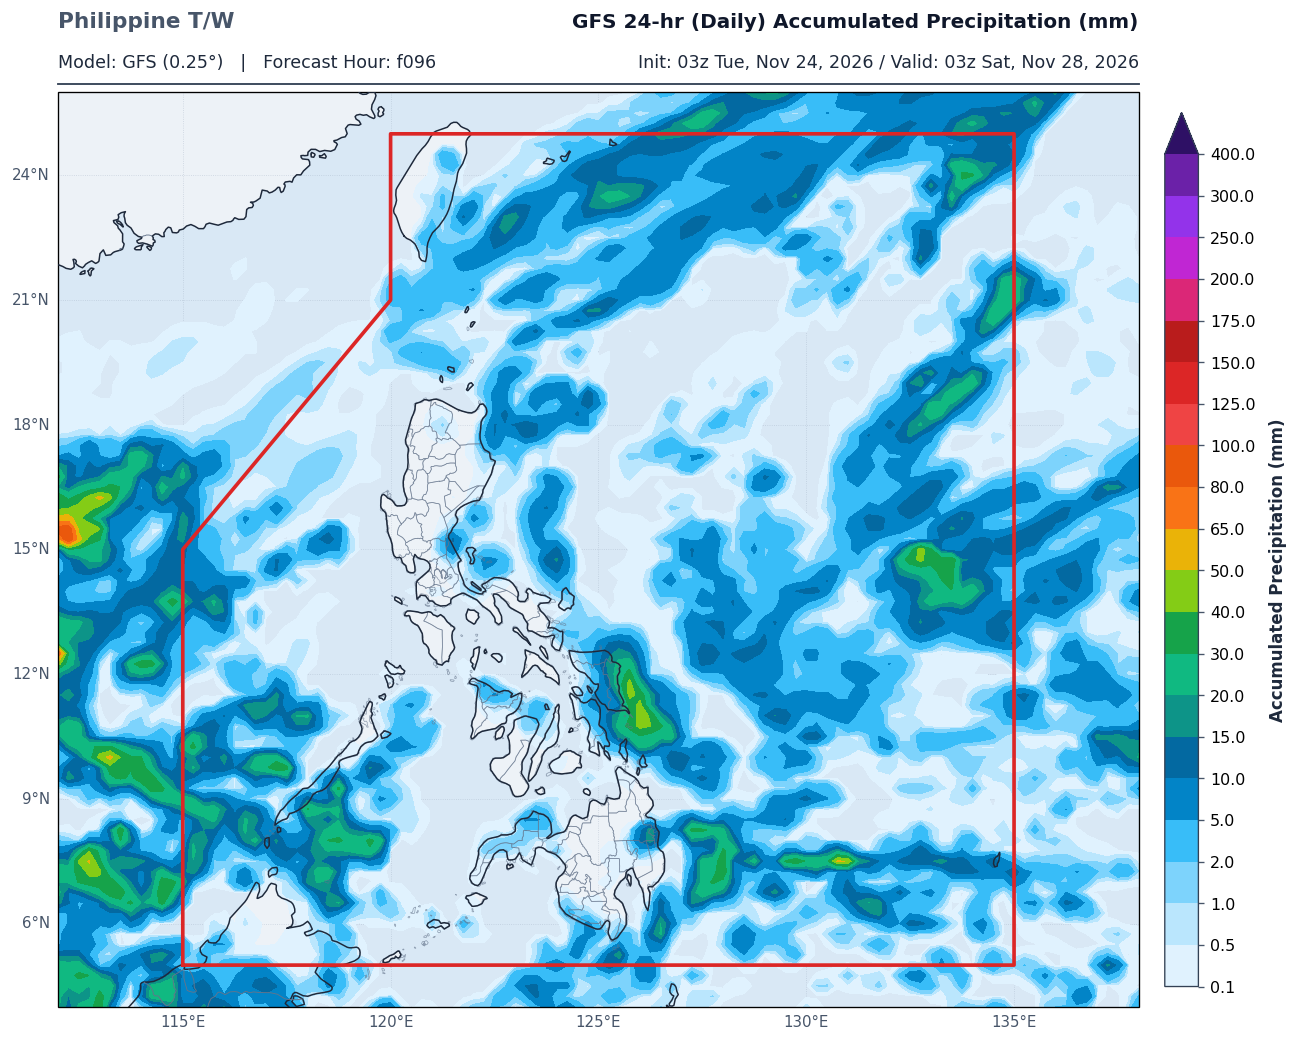 Philippine T/W
GFS 24-hr (Daily) Accumulated Precipitation (mm)
Model: GFS (0.25°)   |   Forecast Hour: f096
Init: 03z Tue, Nov 24, 2026 / Valid: 03z Sat, Nov 28, 2026
24°N
21°N
18°N
15°N
12°N
9°N
6°N
115°E
120°E
125°E
130°E
135°E
400.0
300.0
250.0
200.0
175.0
150.0
125.0
100.0
80.0
65.0
50.0
40.0
30.0
20.0
15.0
10.0
5.0
2.0
1.0
0.5
0.1
Accumulated Precipitation (mm)